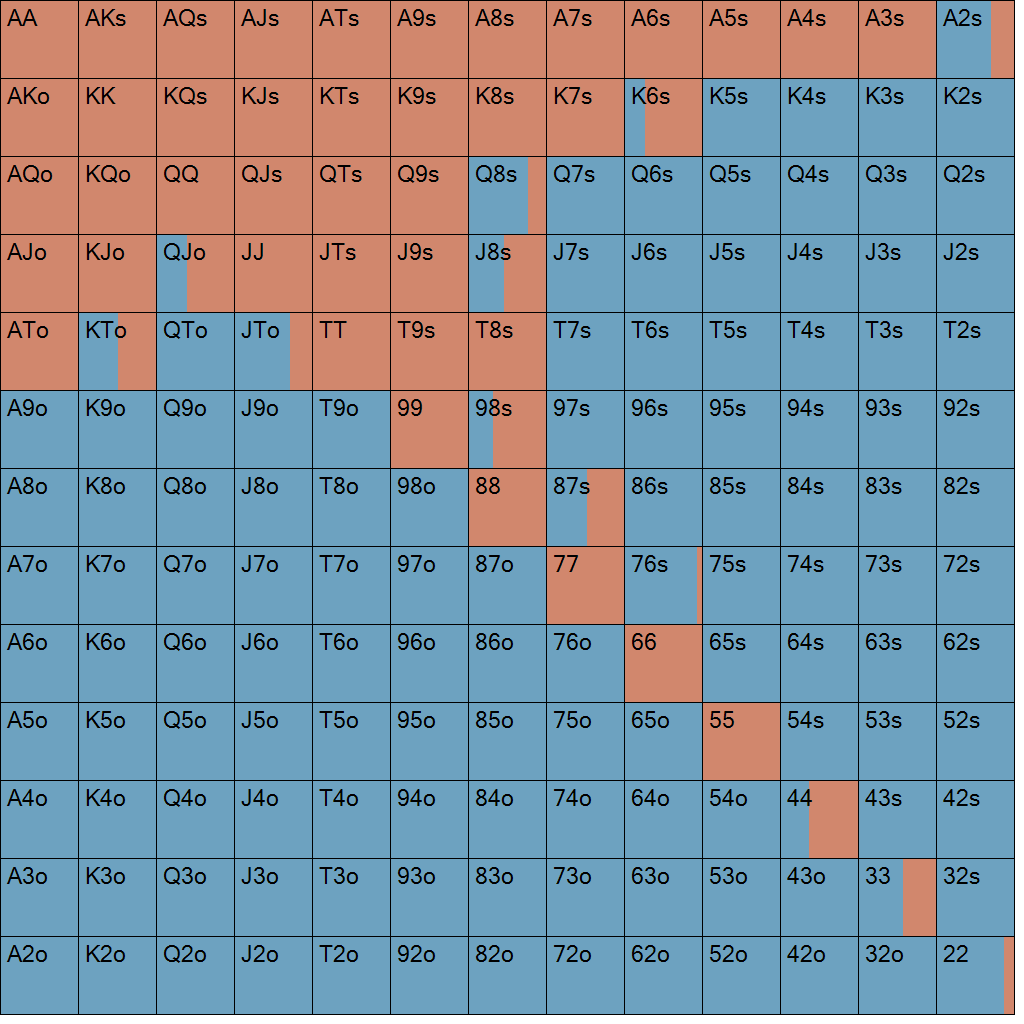 AA AKs AQs AJs ATs A9s A8s A7s A6s A5s A4s A3s A2s
AKo KK KQs KJs KTs K9s K8s K7s K6s K5s K4s K3s K2s
AQo KQo QQ QJs QTs Q9s Q8s Q7s Q6s Q5s Q4s Q3s Q2s
AJo KJo QJo JJ JTs J9s J8s J7s J6s J5s J4s J3s J2s
ATo KTo QTo JTo TT T9s T8s T7s T6s T5s T4s T3s T2s
A9o K9o Q9o J9o T9o 99 98s 97s 96s 95s 94s 93s 92s
A8o K8o Q8o J8o T8o 98o 88 87s 86s 85s 84s 83s 82s
A7o K7o Q7o J7o T7o 97o 87o 77 76s 75s 74s 73s 72s
A6o K6o Q6o J6o T6o 96o 86o 76o 66 65s 64s 63s 62s
A5o K5o Q5o J5o T5o 95o 85o 75o 65o 55 54s 53s 52s
A4o K4o Q4o J4o T4o 94o 84o 74o 64o 54o 44 43s 42s
A3o K3o Q3o J3o T3o 93o 83o 73o 63o 53o 43o 33 32s
A2o K2o Q2o J2o T2o 92o 82o 72o 62o 52o 42o 32o 22